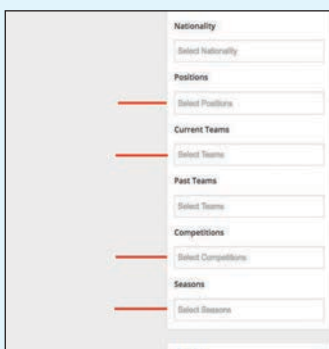 Nationality
Select Nationality
Positions
Select Positions
Current Teams
Select Teams
Past Teams
Select Teams
Competitions
Select Competitions
Seasons
Select Seasons